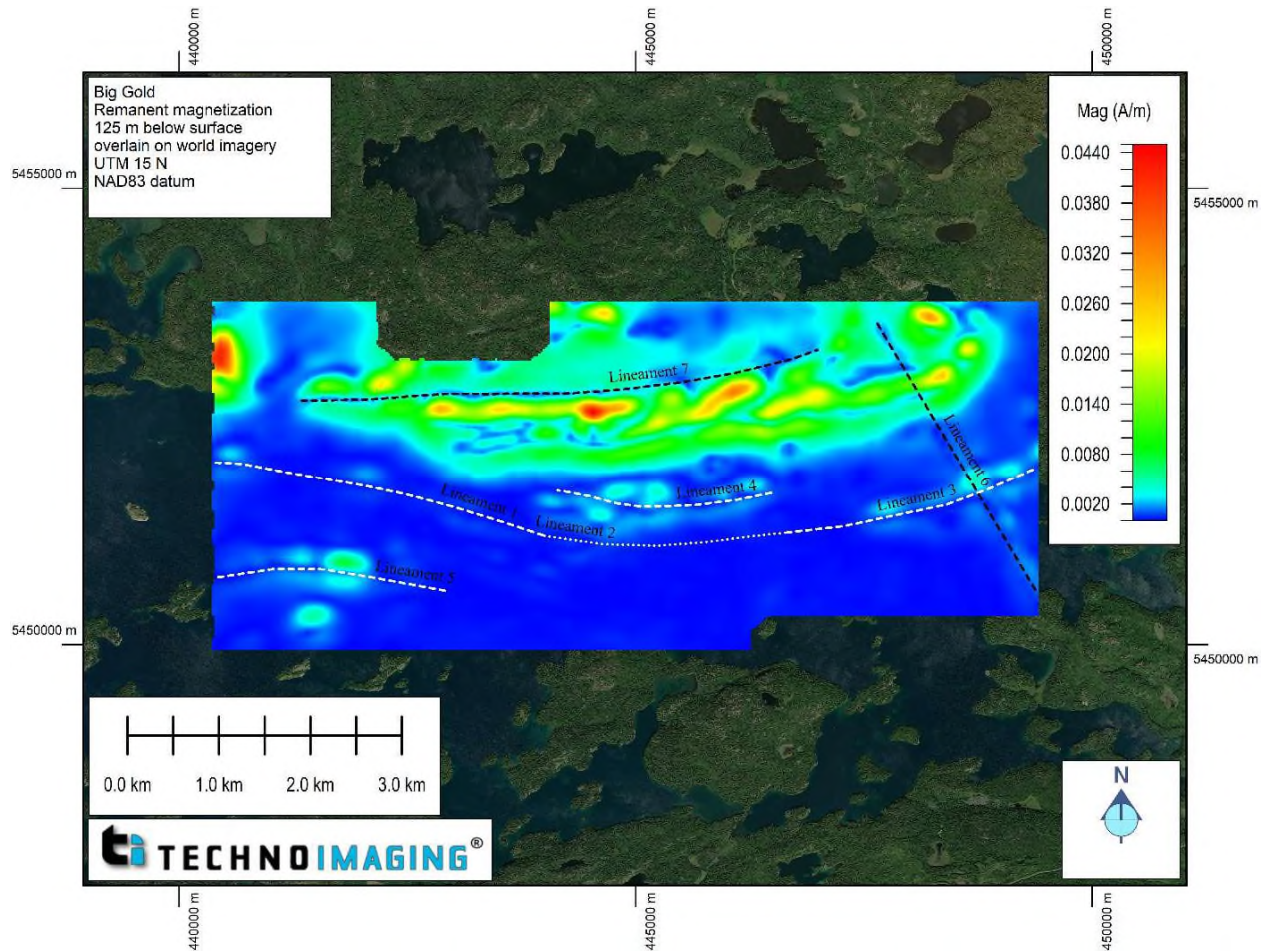 440000 m
445000 m
450000 m
Big Gold
Remanent magnetization
125 m below surface
overlain on world imagery
UTM 15 N
NAD83 datum
Mag (A/m)
0.0440
0.0380
0.0320
0.0260
0.0200
0.0140
0.0080
0.0020
5455000 m
5455000 m
Lineament 7
Lineament 6
Lineament 4
Lineament 3
Lineament 1
Lineament 2
Lineament 5
5450000 m
5450000 m
0.0 km 1.0 km 2.0 km 3.0 km
N
ti TECHNOIMAGING®
440000 m
445000 m
450000 m